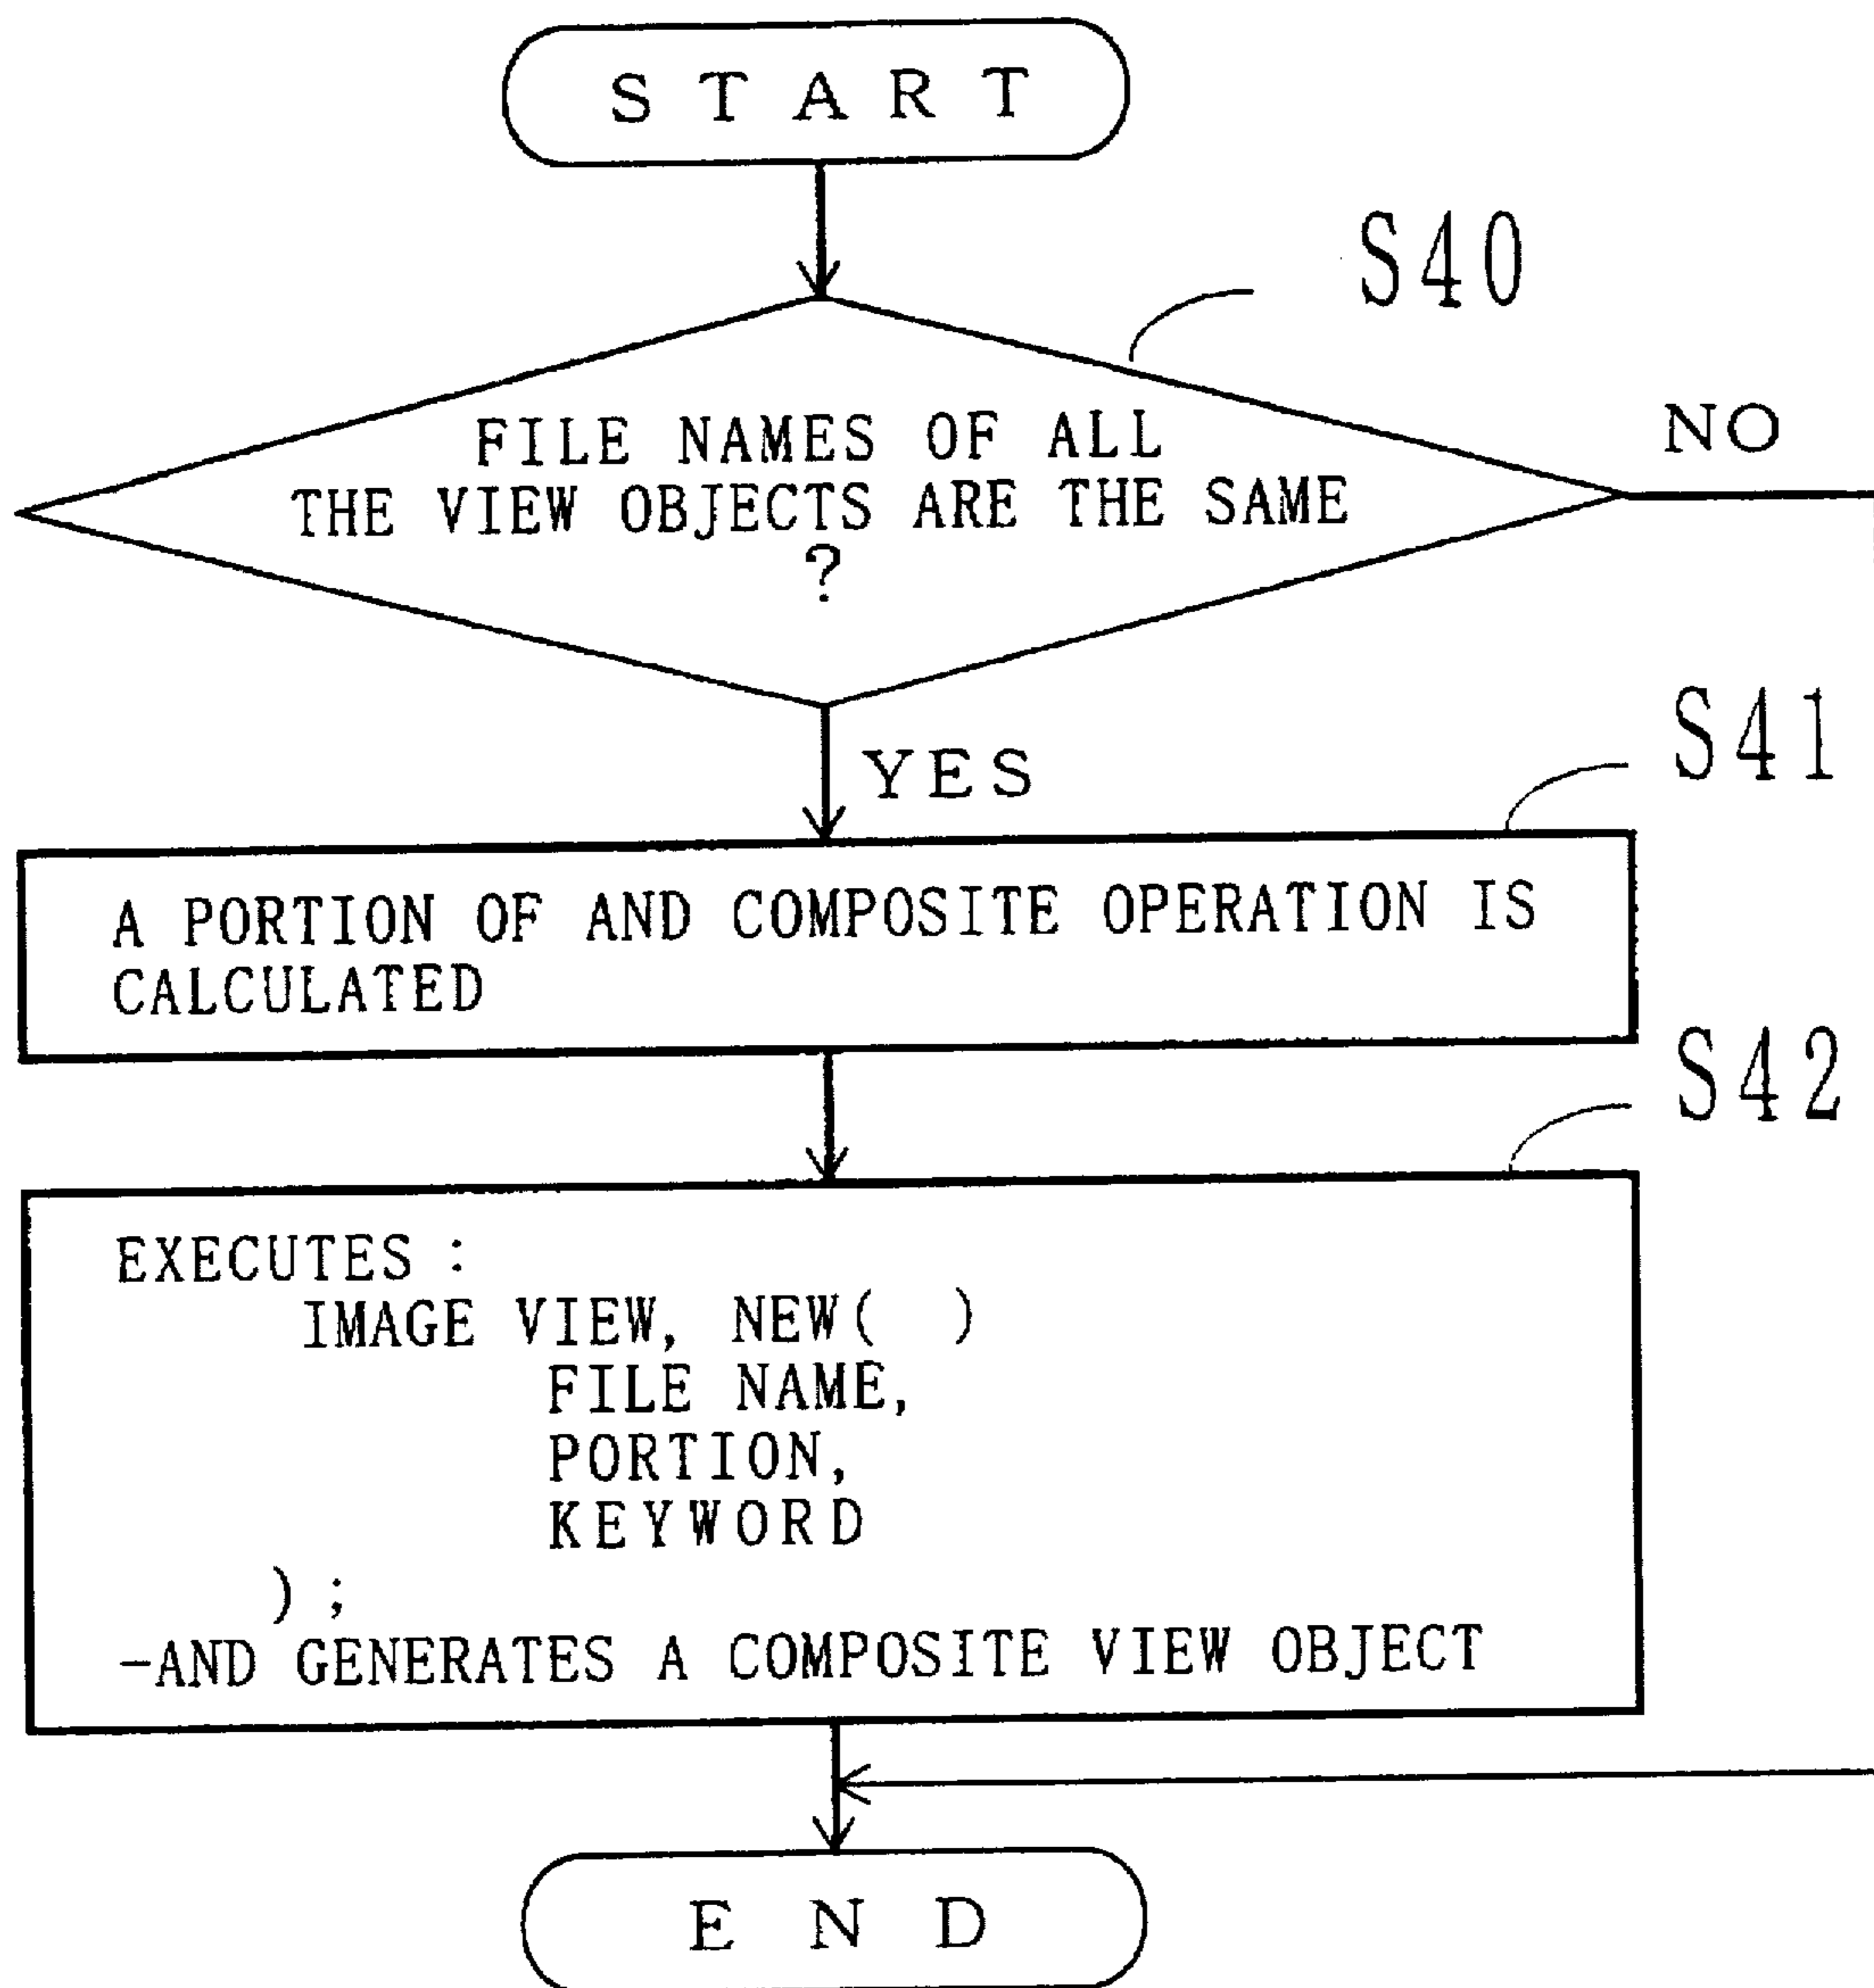 START
S40
FILE NAMES OF ALL
THE VIEW OBJECTS ARE THE SAME
?
NO
YES
S41
A PORTION OF AND COMPOSITE OPERATION IS
CALCULATED
S42
EXECUTES :
IMAGE VIEW, NEW( )
FILE NAME,
PORTION,
KEYWORD
) ;
-AND GENERATES A COMPOSITE VIEW OBJECT
END